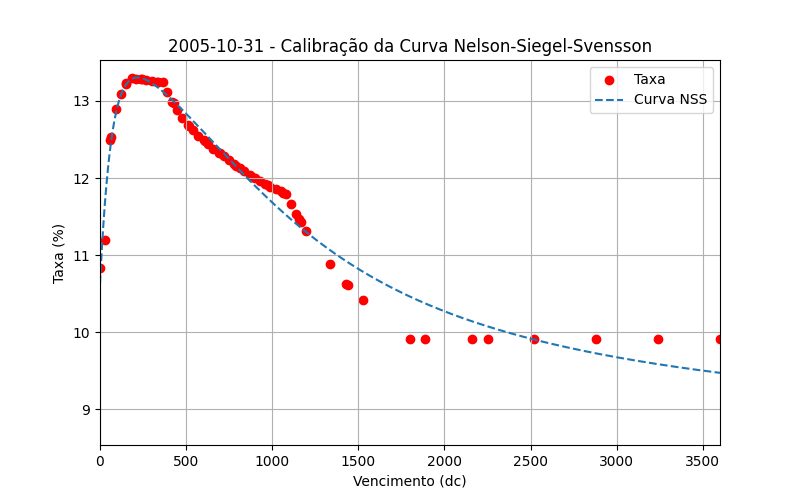 2005-10-31 - Calibração da Curva Nelson-Siegel-Svensson
Taxa
Curva NSS
Taxa (%)
13
12
11
10
9
0 500 1000 1500 2000 2500 3000 3500
Vencimento (dc)